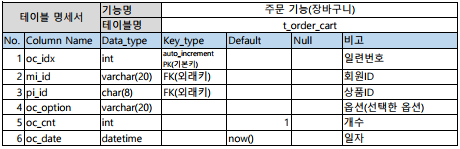 테이블 명세서 기능명 주문 기능(장바구니)
테이블명 t_order_cart
No. Column Name Data_type Key_type Default Null 비고
1 oc_idx int auto_increment PK(기본키) 일련번호
2 mi_id varchar(20) FK(외래키) 회원ID
3 pi_id char(8) FK(외래키) 상품ID
4 oc_option varchar(20) 옵션(선택한 옵션)
5 oc_cnt int 1 개수
6 oc_date datetime now() 일자